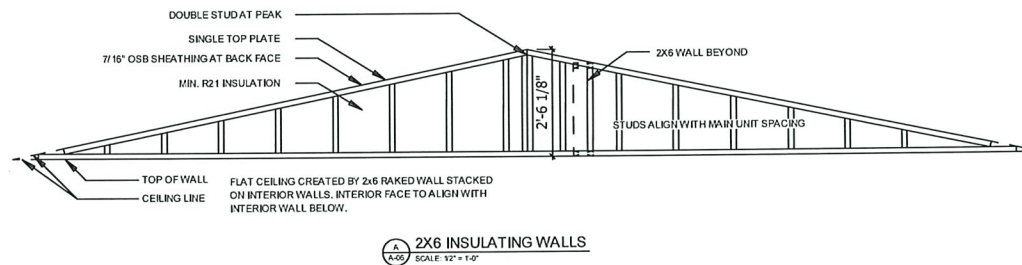 DOUBLE STUD AT PEAK
SINGLE TOP PLATE
7/16" OSB SHEATHING AT BACK FACE
MIN. R21 INSULATION
2X6 WALL BEYOND
2'-6 1/8"
STUDS ALIGN WITH MAIN UNIT SPACING
TOP OF WALL
CEILING LINE
FLAT CEILING CREATED BY 2x6 RAKED WALL STACKED
ON INTERIOR WALLS. INTERIOR FACE TO ALIGN WITH
INTERIOR WALL BELOW.
A
A-06
2X6 INSULATING WALLS
SCALE: 1/2" = 1'-0"